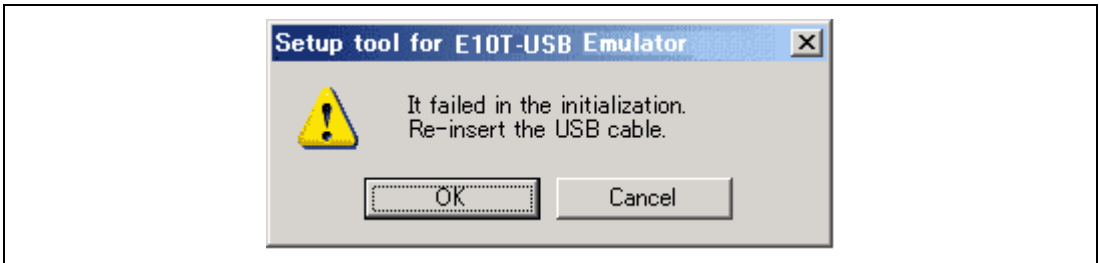 Setup tool for E10T-USB Emulator
It failed in the initialization.
Re-insert the USB cable.
OK
Cancel